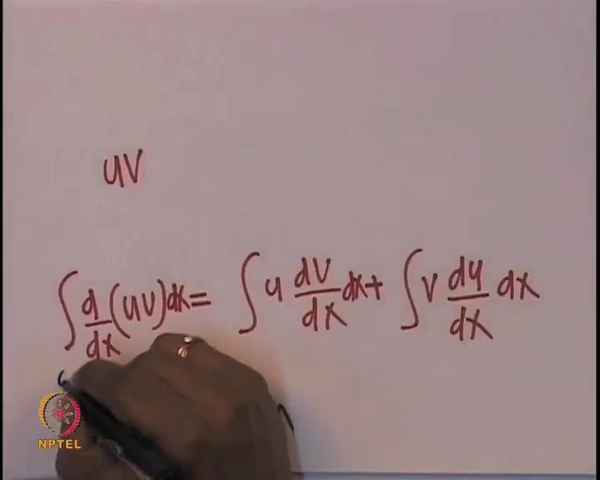 uv
∫ d/dx (uv) dx = ∫ u dv/dx dx + ∫ v du/dx dx
NPTEL